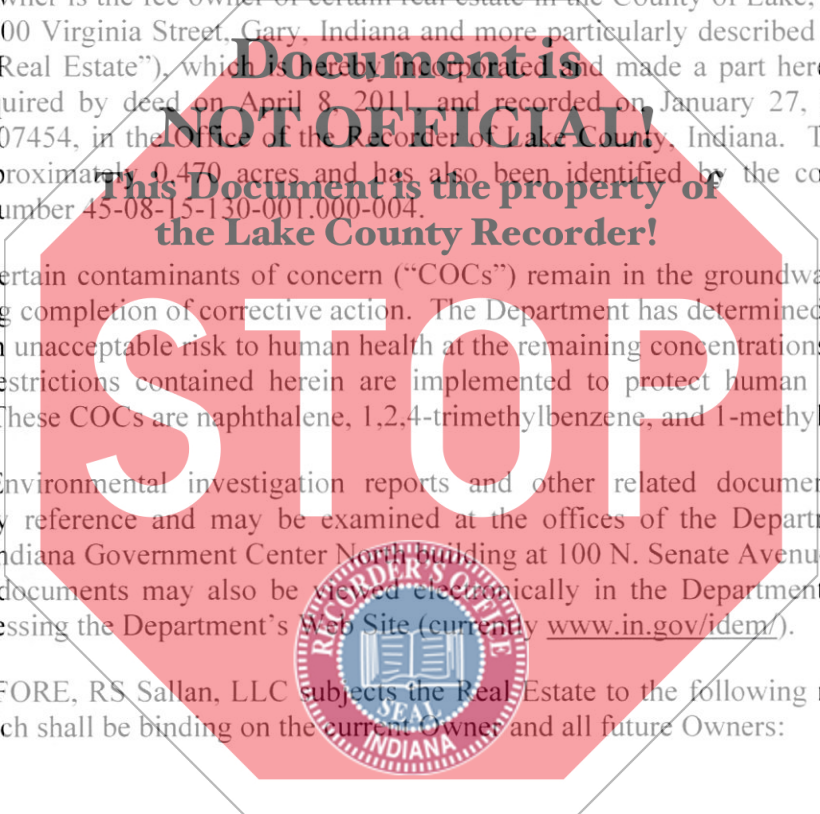 wner is the fee owner of certain real estate in the County of Lake,
00 Virginia Street, Gary, Indiana and more particularly described
Real Estate”), which is hereby incorporated and made a part here
quired by deed on April 8, 2011, and recorded on January 27,
07454, in the Office of the Recorder of Lake County, Indiana. T
proximately 0.470 acres and has also been identified by the co
umber 45-08-15-130-001.000-004.
Document is
NOT OFFICIAL!
This Document is the property of
the Lake County Recorder!
ertain contaminants of concern (“COCs”) remain in the groundwa
g completion of corrective action. The Department has determined
n unacceptable risk to human health at the remaining concentrations
estrictions contained herein are implemented to protect human
These COCs are naphthalene, 1,2,4-trimethylbenzene, and 1-methyl
STOP
Environmental investigation reports and other related documen
y reference and may be examined at the offices of the Departm
ndiana Government Center North building at 100 N. Senate Avenue
documents may also be viewed electronically in the Department
essing the Department’s Web Site (currently www.in.gov/idem/).
RECORDER'S OFFICE
SEAL
INDIANA
FORE, RS Sallan, LLC subjects the Real Estate to the following r
ch shall be binding on the current Owner and all future Owners: